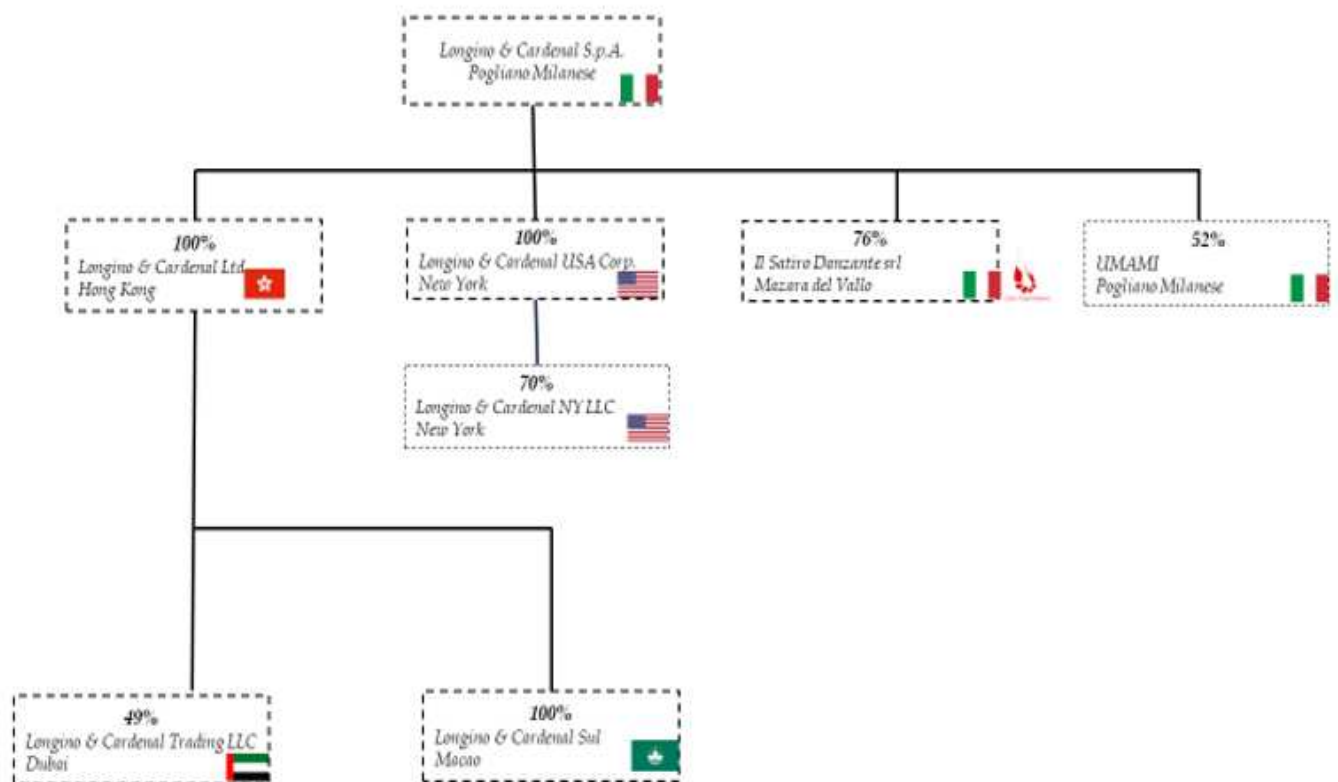 Longino & Cardenal S.p.A.
Pogliano Milanese
100%
Longino & Cardenal Ltd
Hong Kong
100%
Longino & Cardenal USA Corp.
New York
76%
Il Satiro Danzante srl
Mazara del Vallo
52%
UMAMI
Pogliano Milanese
70%
Longino & Cardenal NY LLC
New York
49%
Longino & Cardenal Trading LLC
Dubai
100%
Longino & Cardenal Sul
Macao